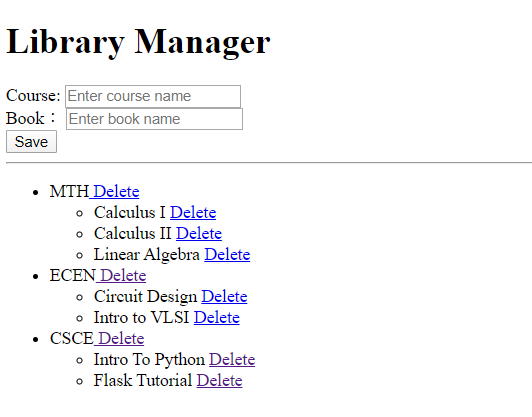 Library Manager
Course: Enter course name
Book： Enter book name
Save
MTH Delete
Calculus I Delete
Calculus II Delete
Linear Algebra Delete
ECEN Delete
Circuit Design Delete
Intro to VLSI Delete
CSCE Delete
Intro To Python Delete
Flask Tutorial Delete